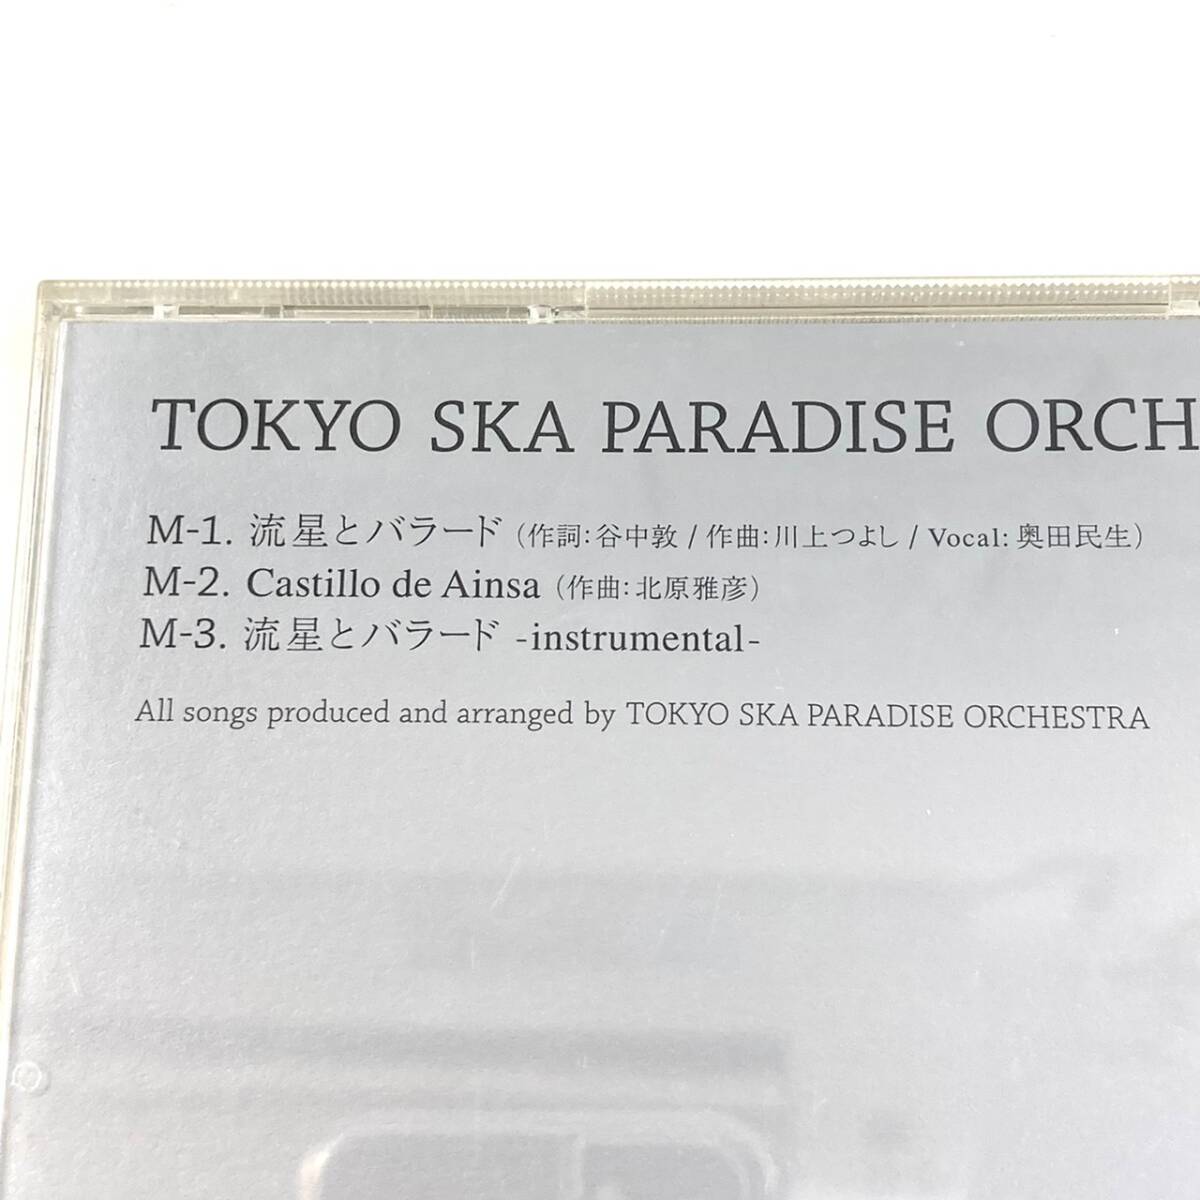 TOKYO SKA PARADISE ORCH
M-1. 流星とバラード (作詞:谷中敦 / 作曲:川上つよし / Vocal:奥田民生)
M-2. Castillo de Ainsa (作曲:北原雅彦)
M-3. 流星とバラード -instrumental-
All songs produced and arranged by TOKYO SKA PARADISE ORCHESTRA